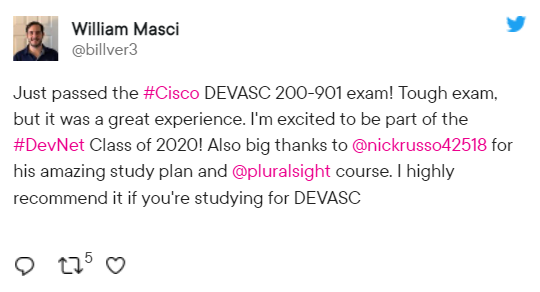 William Masci
@billver3
Just passed the #Cisco DEVASC 200-901 exam! Tough exam,
but it was a great experience. I'm excited to be part of the
#DevNet Class of 2020! Also big thanks to @nickrusso42518 for
his amazing study plan and @pluralsight course. I highly
recommend it if you're studying for DEVASC
5